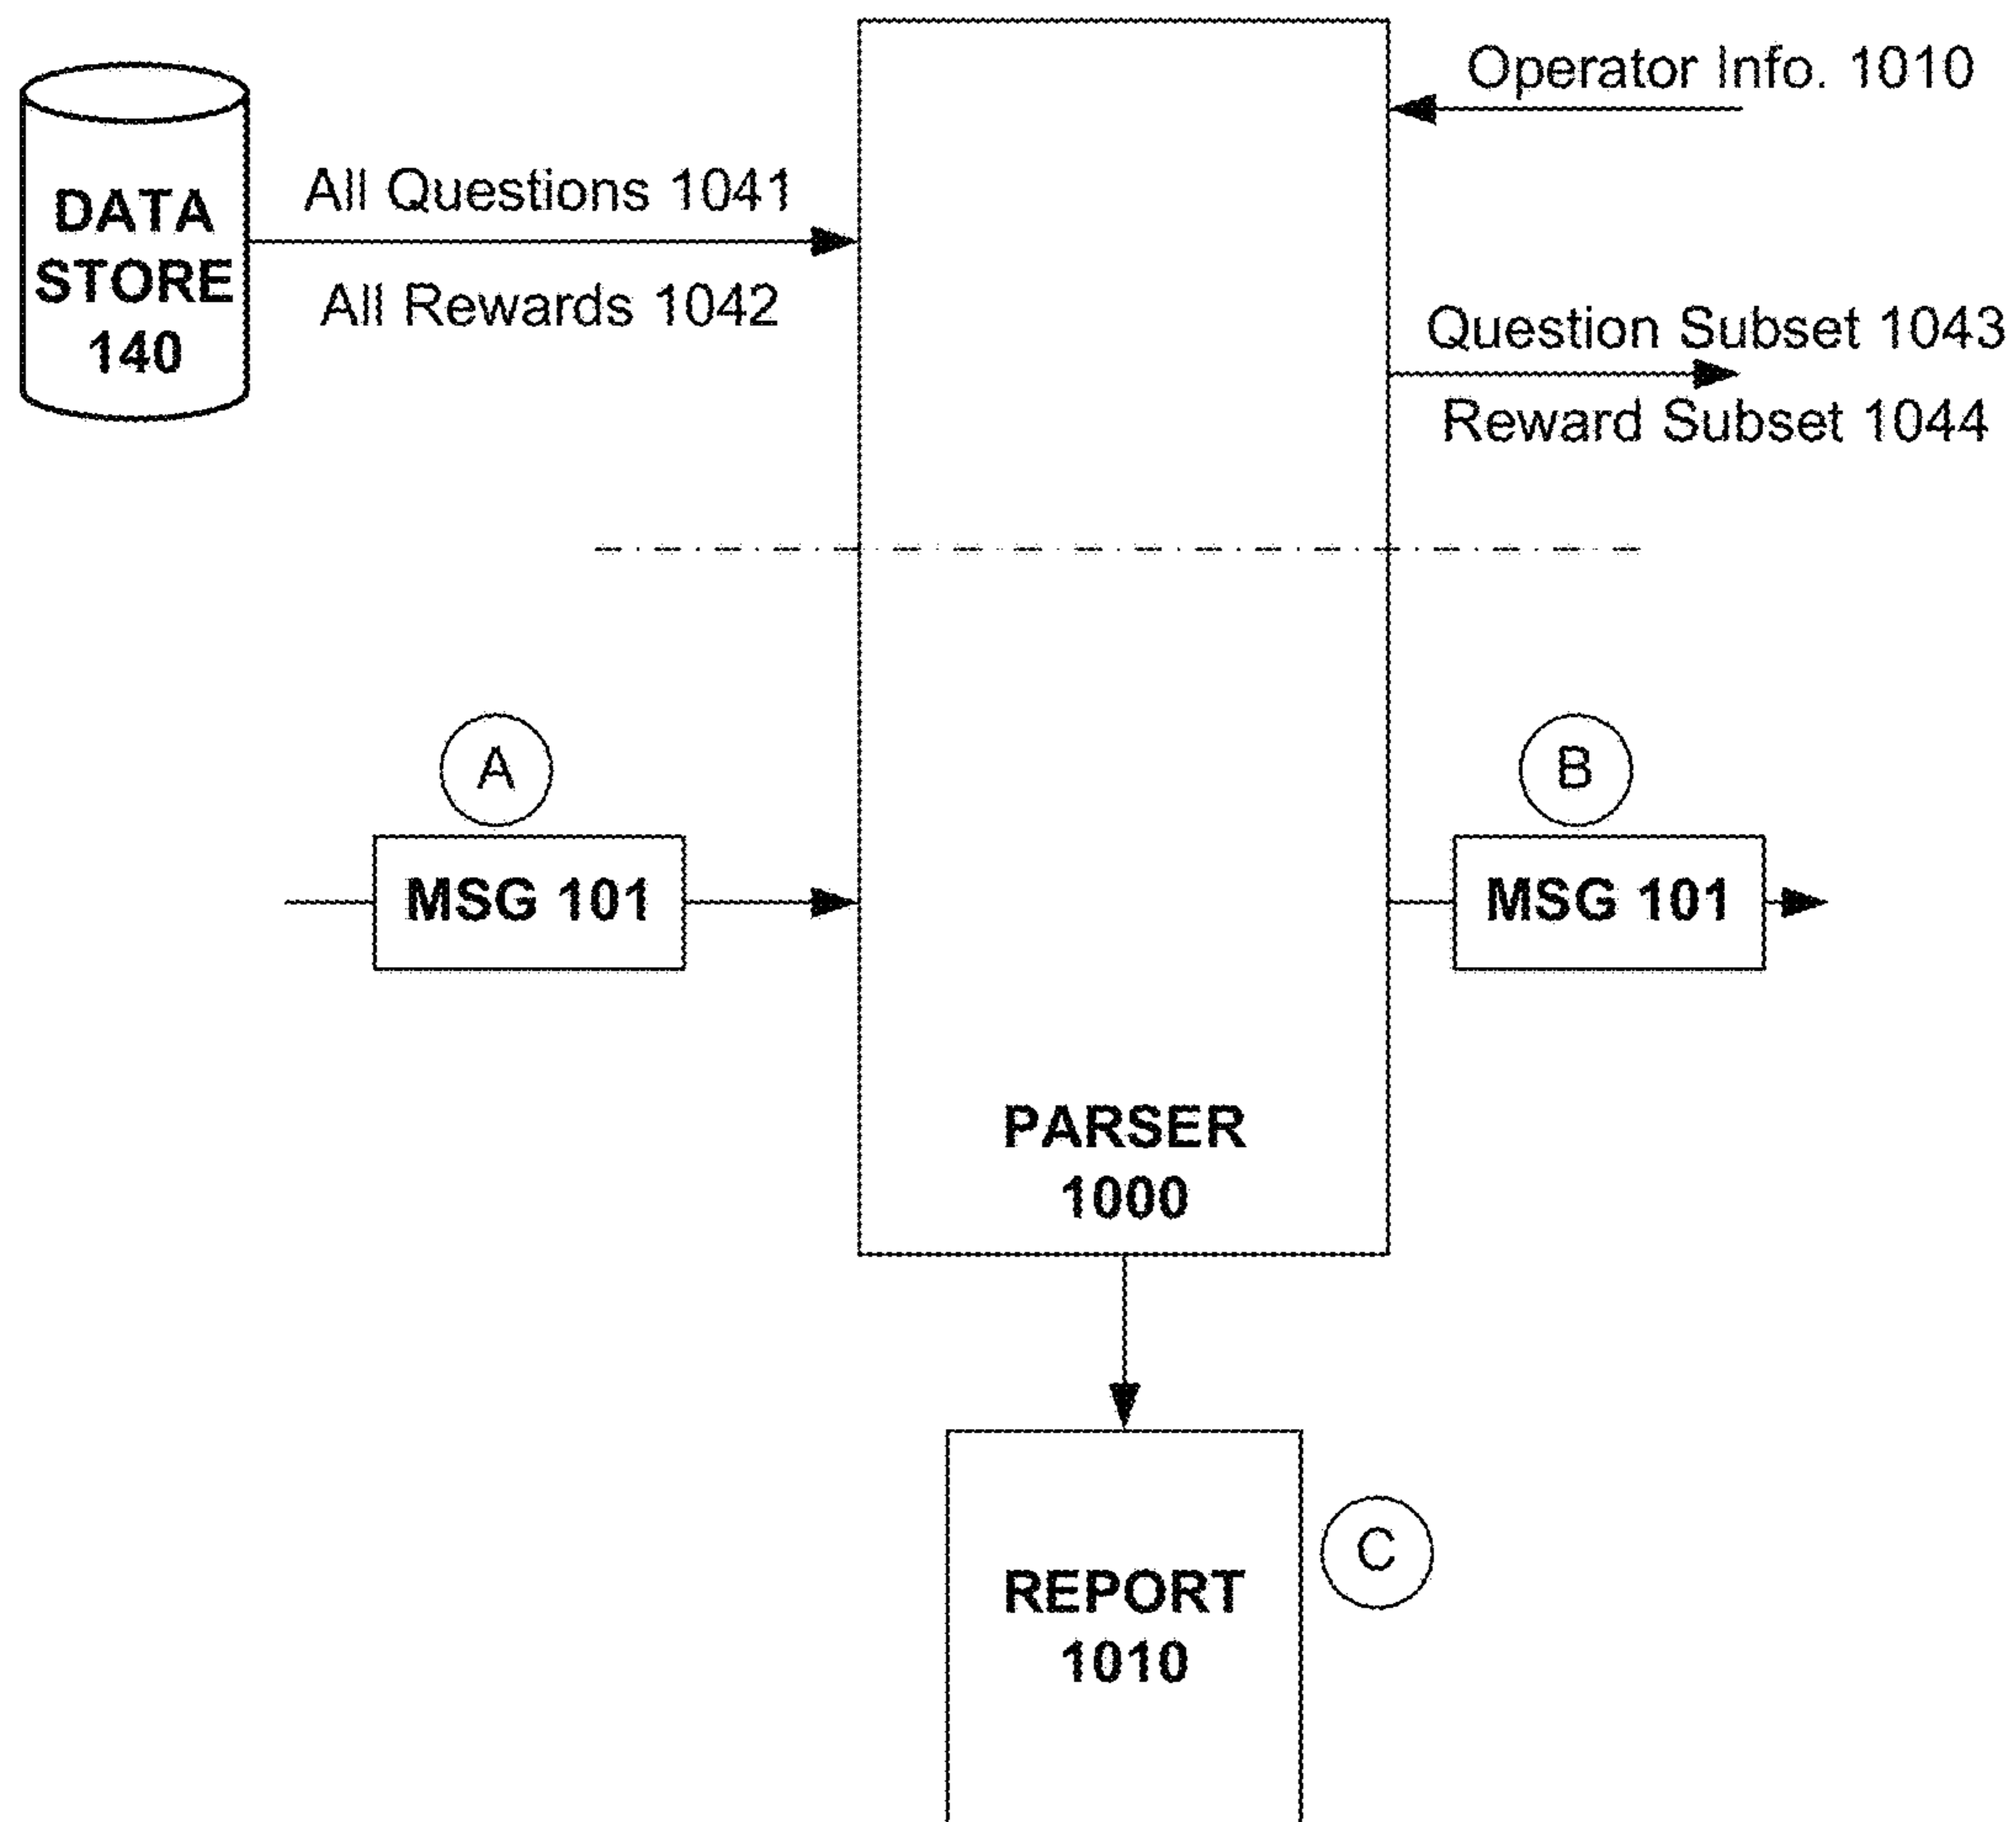 Operator Info. 1010
DATA
STORE
140
All Questions 1041
All Rewards 1042
Question Subset 1043
Reward Subset 1044
A
MSG 101
B
MSG 101
PARSER
1000
REPORT
1010
C